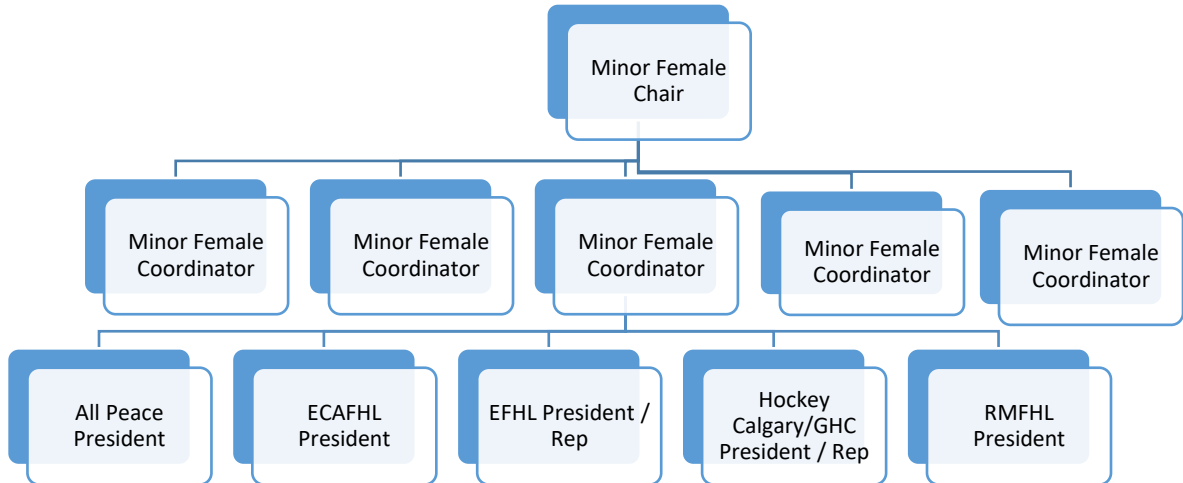 Minor Female
Chair
Minor Female
Coordinator
Minor Female
Coordinator
Minor Female
Coordinator
Minor Female
Coordinator
Minor Female
Coordinator
All Peace
President
ECAFHL
President
EFHL President /
Rep
Hockey
Calgary/GHC
President / Rep
RMFHL
President